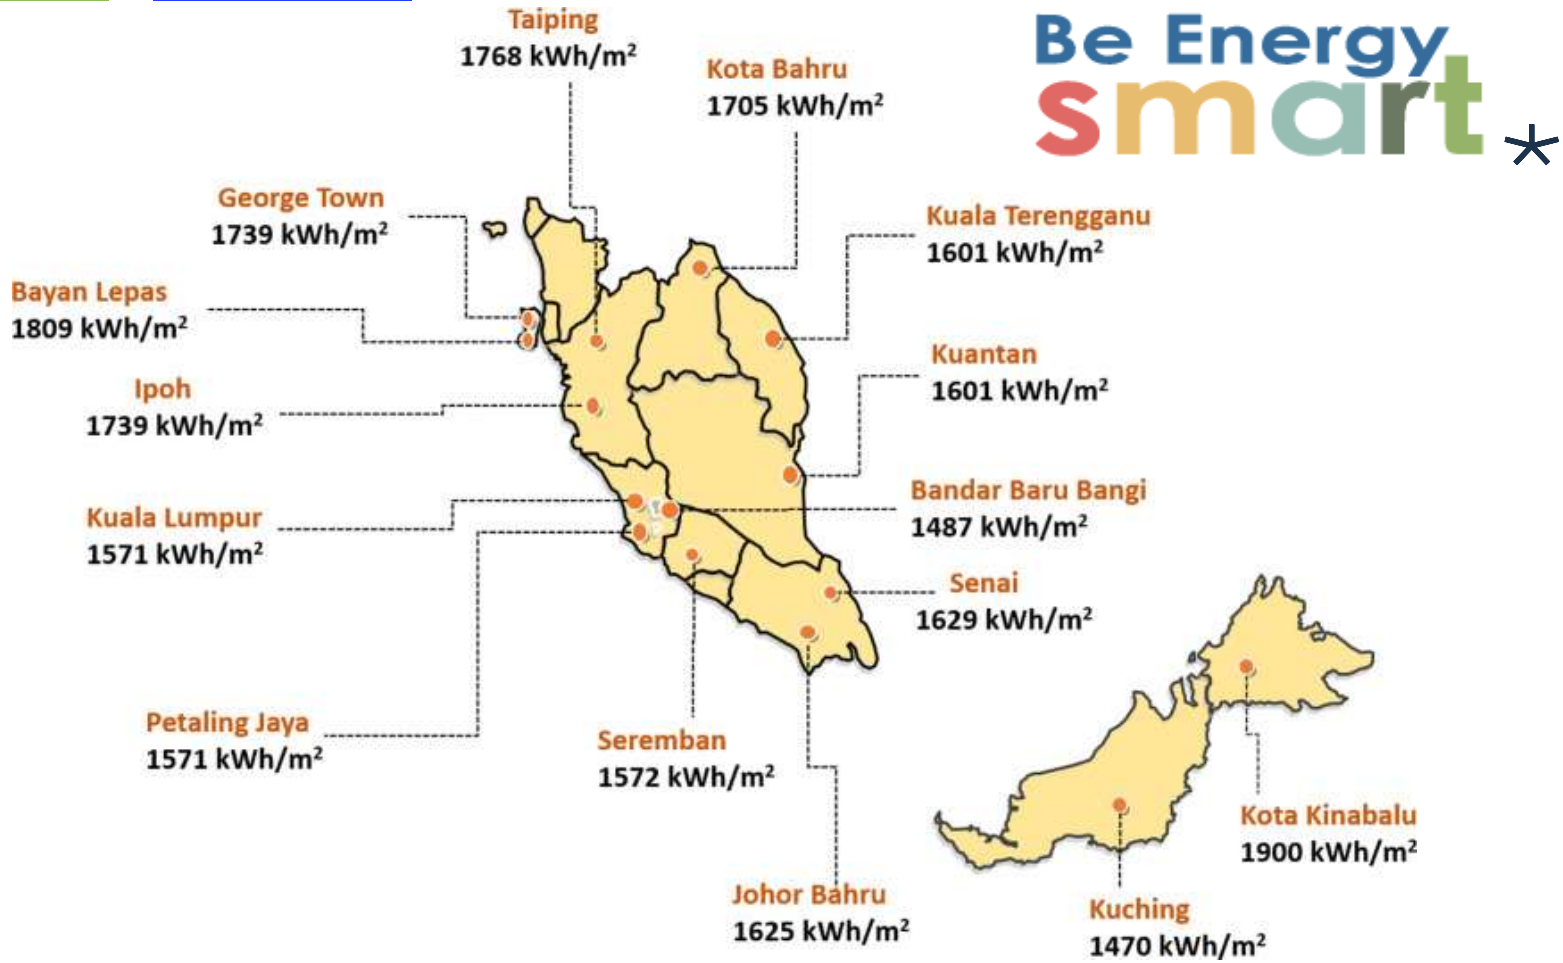 Taiping
1768 kWh/m²
Kota Bahru
1705 kWh/m²
Be Energy
smart *
George Town
1739 kWh/m²
Kuala Terengganu
1601 kWh/m²
Bayan Lepas
1809 kWh/m²
Kuantan
1601 kWh/m²
Ipoh
1739 kWh/m²
Bandar Baru Bangi
1487 kWh/m²
Kuala Lumpur
1571 kWh/m²
Senai
1629 kWh/m²
Petaling Jaya
1571 kWh/m²
Seremban
1572 kWh/m²
Kota Kinabalu
1900 kWh/m²
Johor Bahru
1625 kWh/m²
Kuching
1470 kWh/m²